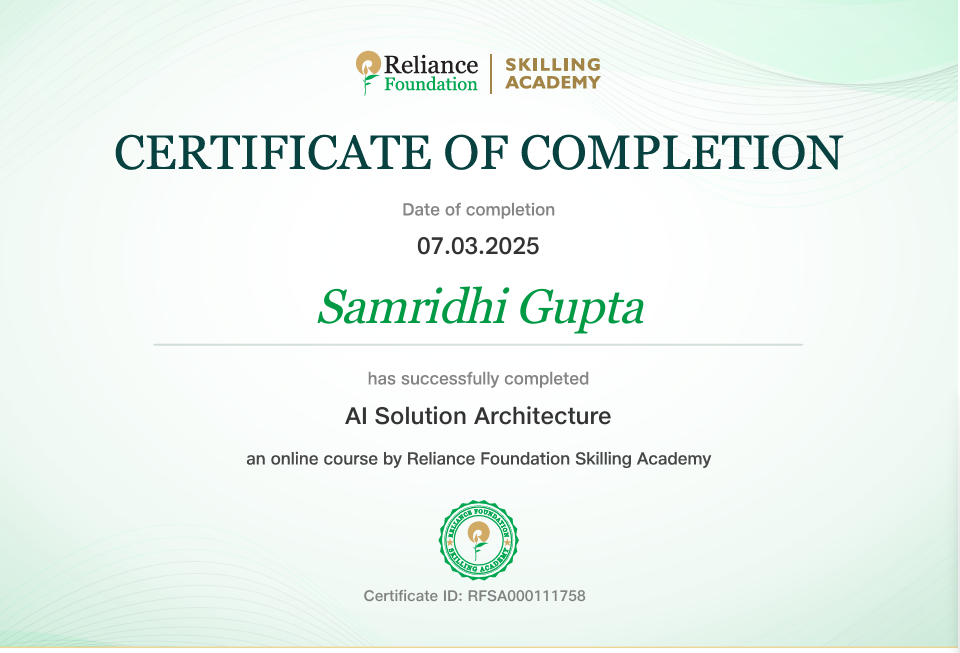 Reliance
Foundation
SKILLING
ACADEMY
CERTIFICATE OF COMPLETION
Date of completion
07.03.2025
Samridhi Gupta
has successfully completed
AI Solution Architecture
an online course by Reliance Foundation Skilling Academy
RELIANCE FOUNDATION
SKILLING ACADEMY
Certificate ID: RFSA000111758